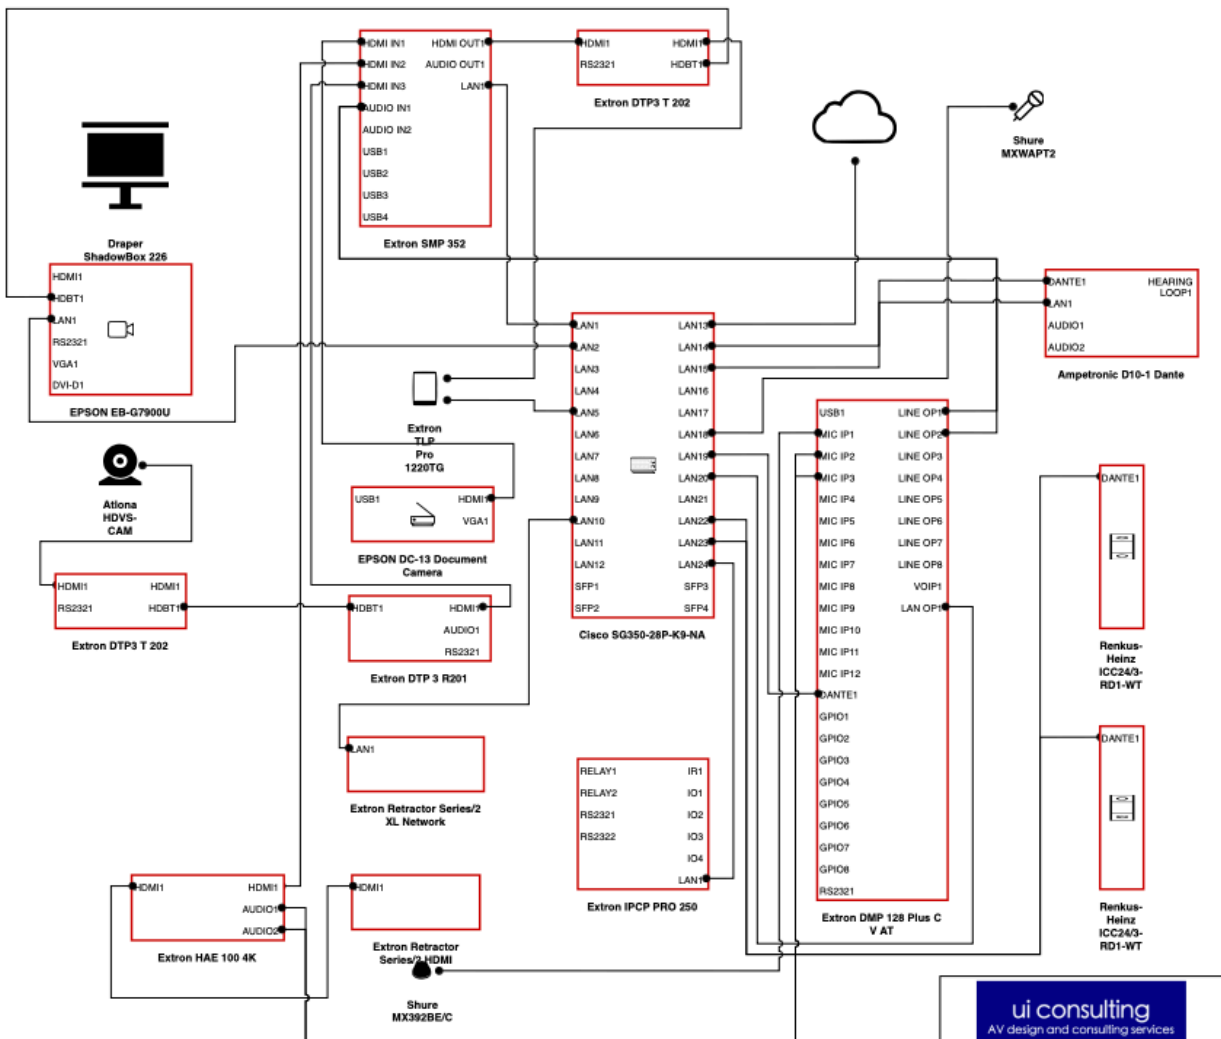 HDMI IN1
HDMI IN2
HDMI IN3
AUDIO IN1
AUDIO IN2
USB1
USB2
USB3
USB4
HDMI OUT1
AUDIO OUT1
LAN1
Extron SMP 352
HDMI1
RS2321
HDMI1
HDBT1
Extron DTP3 T 202
Shure
MXWAPT2
Draper
ShadowBox 226
HDMI1
HDBT1
LAN1
RS2321
VGA1
DVI-D1
EPSON EB-G7900U
DANTE1
LAN1
AUDIO1
AUDIO2
HEARING
LOOP1
Ampetronic D10-1 Dante
LAN1
LAN2
LAN3
LAN4
LAN5
LAN6
LAN7
LAN8
LAN9
LAN10
LAN11
LAN12
SFP1
SFP2
LAN13
LAN14
LAN15
LAN16
LAN17
LAN18
LAN19
LAN20
LAN21
LAN22
LAN23
LAN24
SFP3
SFP4
Cisco SG350-28P-K9-NA
Extron
TLP
Pro
1220TG
Atlona
HDVS-
CAM
USB1
HDMI1
VGA1
EPSON DC-13 Document
Camera
HDMI1
RS2321
HDMI1
HDBT1
Extron DTP3 T 202
HDBT1
HDMI1
AUDIO1
RS2321
Extron DTP 3 R201
LAN1
Extron Retractor Series/2
XL Network
USB1
MIC IP1
MIC IP2
MIC IP3
MIC IP4
MIC IP5
MIC IP6
MIC IP7
MIC IP8
MIC IP9
MIC IP10
MIC IP11
MIC IP12
DANTE1
GPIO1
GPIO2
GPIO3
GPIO4
GPIO5
GPIO6
GPIO7
GPIO8
RS2321
LINE OP1
LINE OP2
LINE OP3
LINE OP4
LINE OP5
LINE OP6
LINE OP7
LINE OP8
VOIP1
LAN OP1
Extron DMP 128 Plus C
V AT
DANTE1
Renkus-
Heinz
ICC24/3-
RD1-WT
DANTE1
Renkus-
Heinz
ICC24/3-
RD1-WT
RELAY1
RELAY2
RS2321
RS2322
IR1
IO1
IO2
IO3
IO4
LAN1
Extron IPCP PRO 250
HDMI1
HDMI1
AUDIO1
AUDIO2
Extron HAE 100 4K
HDMI1
Extron Retractor
Series/2 HDMI
Shure
MX392BE/C
ui consulting
AV design and consulting services